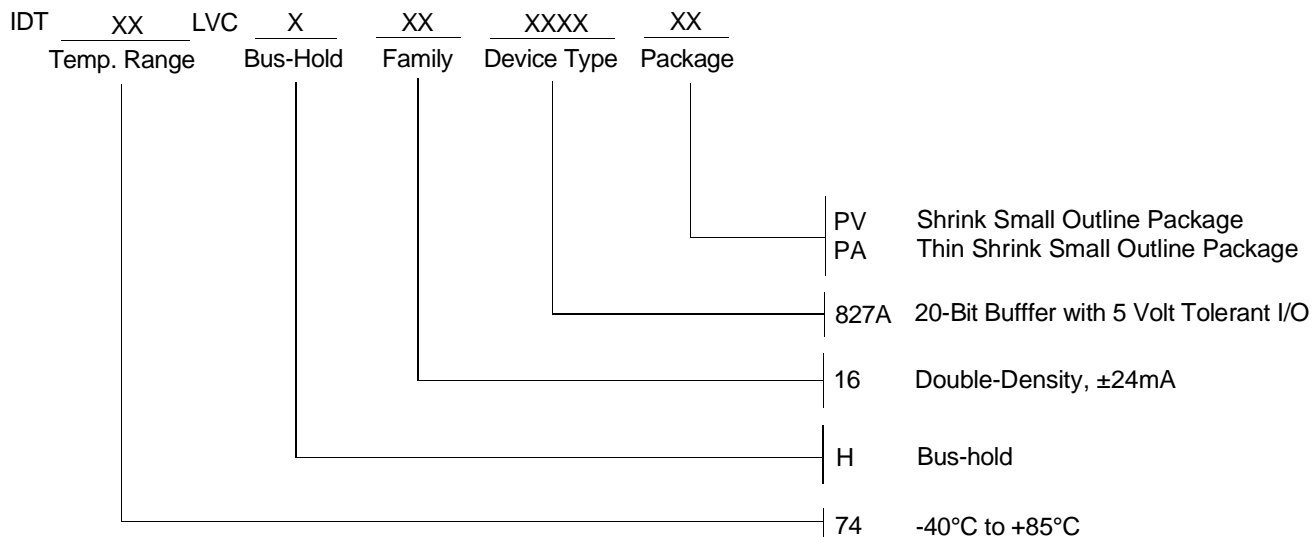 IDT XX LVC X XX XXXX XX
Temp. Range Bus-Hold Family Device Type Package
PV Shrink Small Outline Package
PA Thin Shrink Small Outline Package
827A 20-Bit Bufffer with 5 Volt Tolerant I/O
16 Double-Density, ±24mA
H Bus-hold
74 -40°C to +85°C